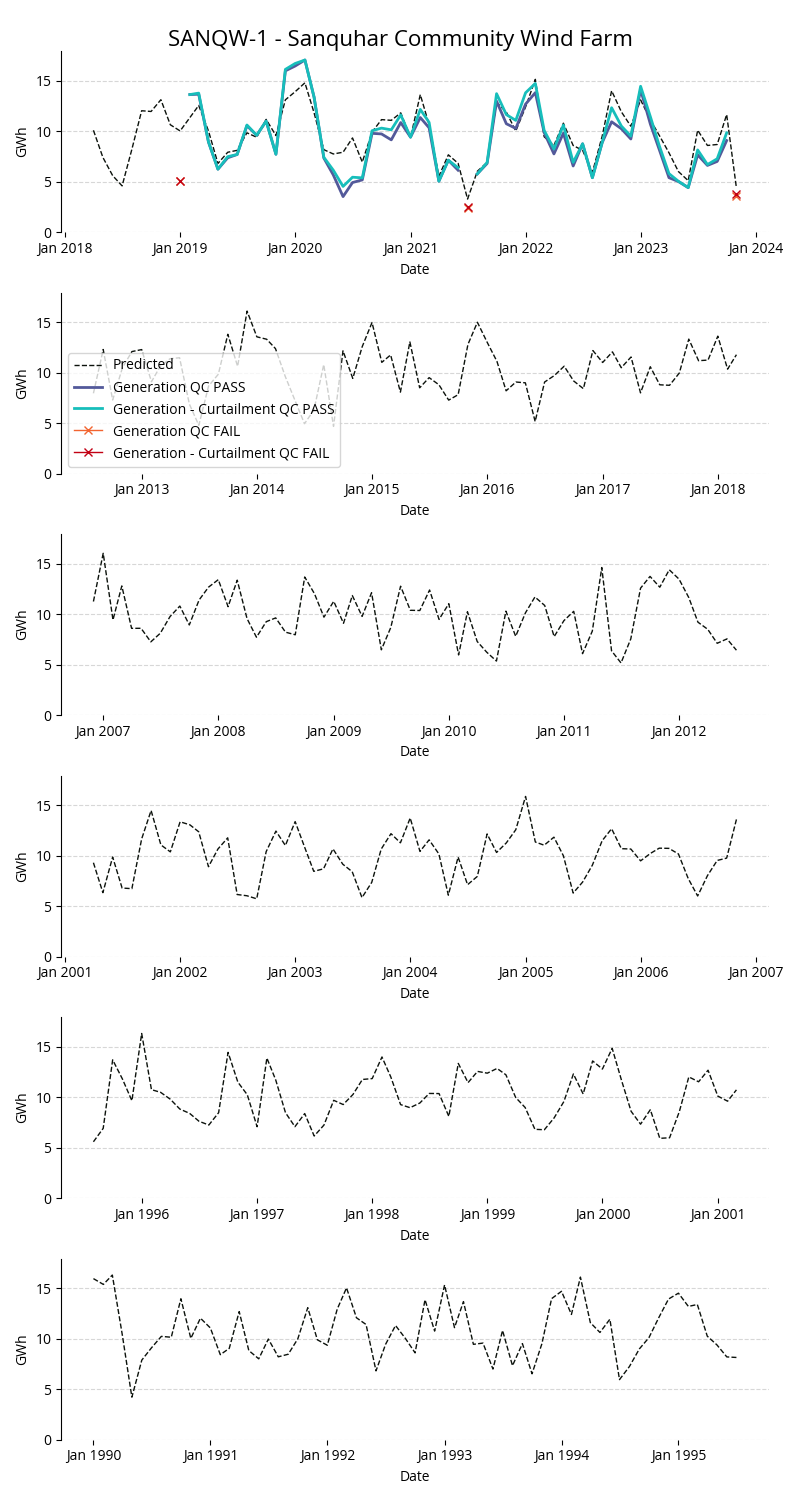 SANQW-1 - Sanquhar Community Wind Farm
15
10
5
0
GWh
Jan 2018 Jan 2019 Jan 2020 Jan 2021 Jan 2022 Jan 2023 Jan 2024
Date
15
10
5
0
GWh
Predicted
Generation QC PASS
Generation - Curtailment QC PASS
Generation QC FAIL
Generation - Curtailment QC FAIL
Jan 2013 Jan 2014 Jan 2015 Jan 2016 Jan 2017 Jan 2018
Date
15
10
5
0
GWh
Jan 2007 Jan 2008 Jan 2009 Jan 2010 Jan 2011 Jan 2012
Date
15
10
5
0
GWh
Jan 2001 Jan 2002 Jan 2003 Jan 2004 Jan 2005 Jan 2006 Jan 2007
Date
15
10
5
0
GWh
Jan 1996 Jan 1997 Jan 1998 Jan 1999 Jan 2000 Jan 2001
Date
15
10
5
0
GWh
Jan 1990 Jan 1991 Jan 1992 Jan 1993 Jan 1994 Jan 1995
Date